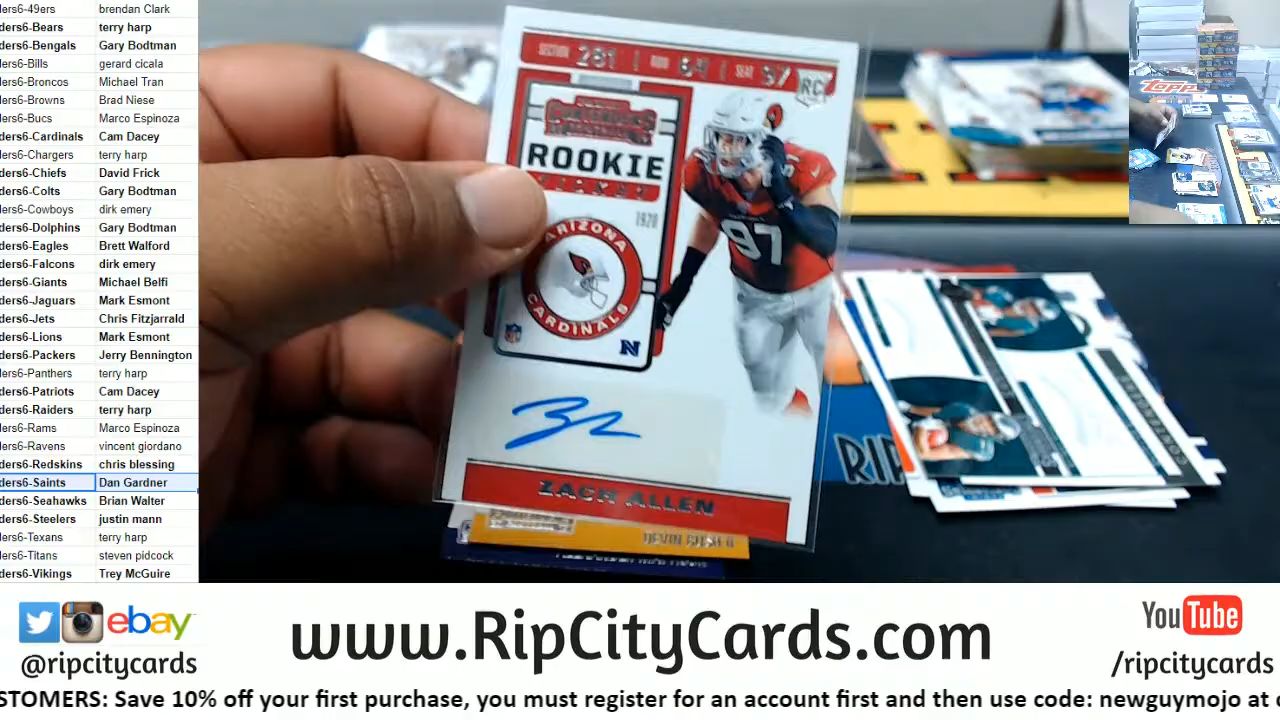 ers6-49ers brendan Clark
ders6-Bears terry harp
ders6-Bengals Gary Bodtman
ders6-Bills gerard cicala
ders6-Broncos Michael Tran
ders6-Browns Brad Niese
ders6-Bucs Marco Espinoza
ders6-Cardinals Cam Dacey
ders6-Chargers terry harp
ders6-Chiefs David Frick
ders6-Colts Gary Bodtman
ders6-Cowboys dirk emery
ders6-Dolphins Gary Bodtman
ders6-Eagles Brett Walford
ders6-Falcons dirk emery
ders6-Giants Michael Belfi
ders6-Jaguars Mark Esmont
ders6-Jets Chris Fitzjarrald
ders6-Lions Mark Esmont
ders6-Packers Jerry Bennington
ders6-Panthers terry harp
ders6-Patriots Cam Dacey
ders6-Raiders terry harp
ders6-Rams Marco Espinoza
ders6-Ravens vincent giordano
ders6-Redskins chris blessing
ders6-Saints Dan Gardner
ders6-Seahawks Brian Walter
ders6-Steelers justin mann
ders6-Texans terry harp
ders6-Titans steven pidcock
ders6-Vikings Trey McGuire
SECTION 281 ROW 64 SEAT 97
RC
CONTENDERS
ROOKIE
TICKET
1920
ARIZONA
CARDINALS
NFL
N
97
ZACH ALLEN
DEVIN BUSH II
RIP
Topps
ebay
@ripcitycards
www.RipCityCards.com
YouTube
/ripcitycards
STOMERS: Save 10% off your first purchase, you must register for an account first and then use code: newguymojo at c